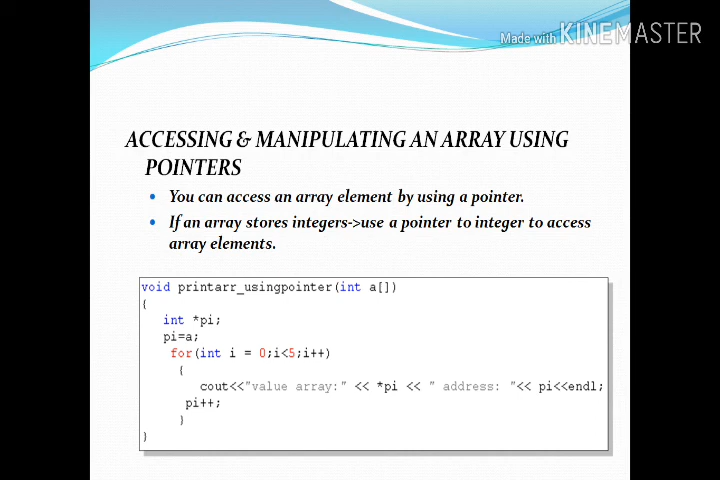 Made with KINEMASTER
ACCESSING & MANIPULATING AN ARRAY USING
POINTERS
• You can access an array element by using a pointer.
• If an array stores integers->use a pointer to integer to access
array elements.
void printarr_usingpointer(int a[])
{
int *pi;
pi=a;
for(int i = 0;i<5;i++)
{
cout<<"value array:" << *pi << " address: "<< pi<<endl;
pi++;
}
}